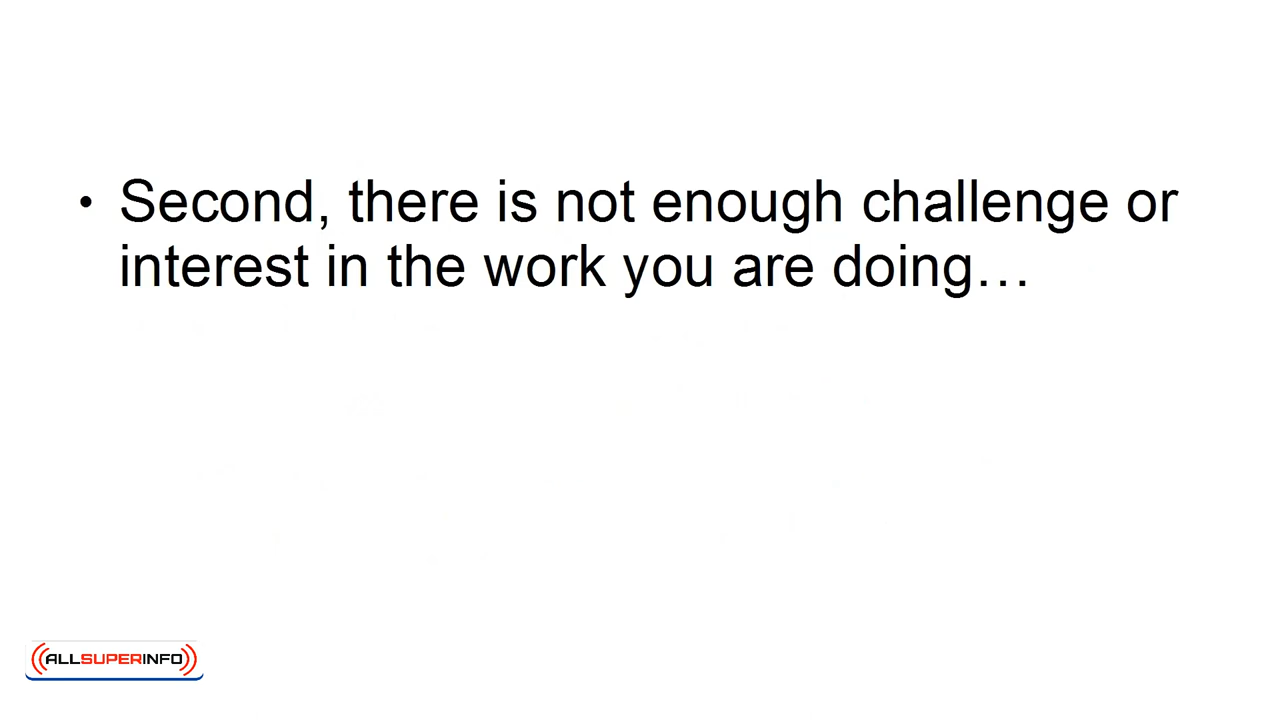 • Second, there is not enough challenge or
interest in the work you are doing…
ALLSUPERINFO